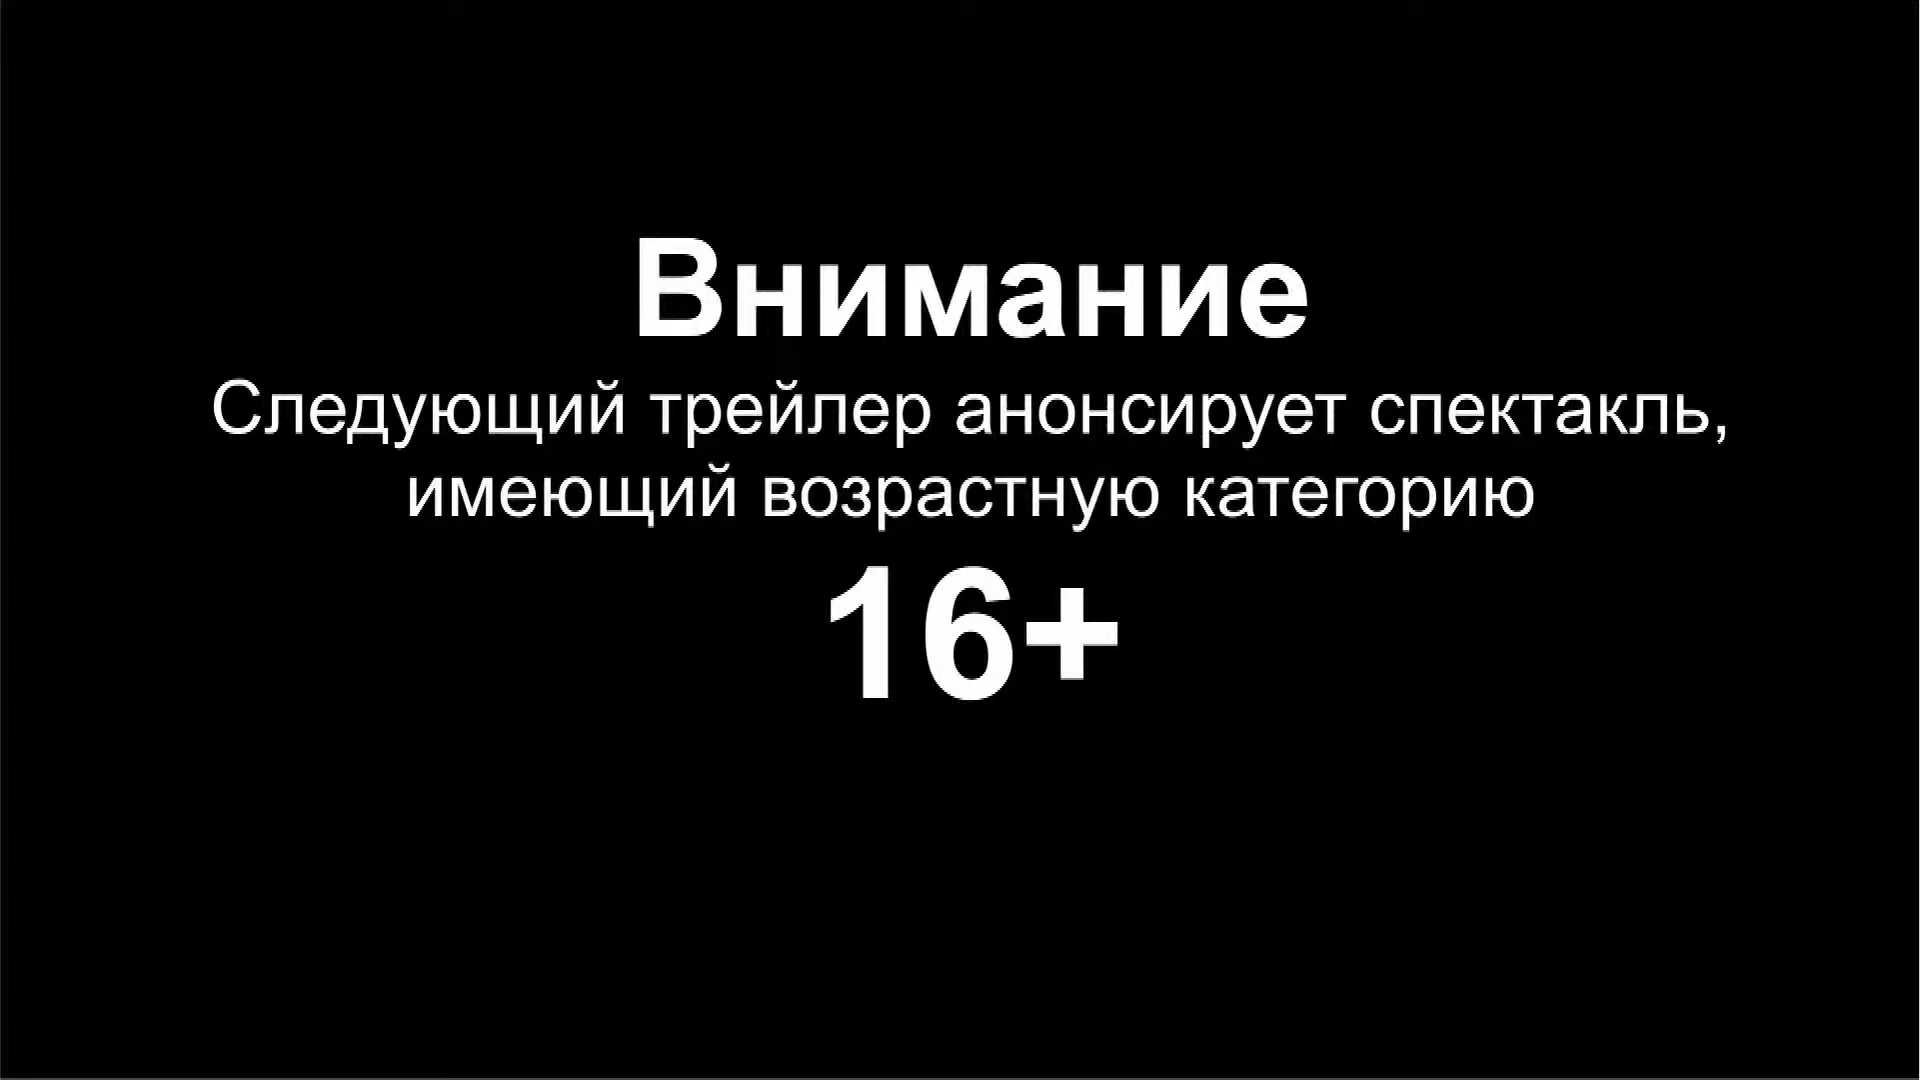 Внимание
Следующий трейлер анонсирует спектакль,
имеющий возрастную категорию
16+